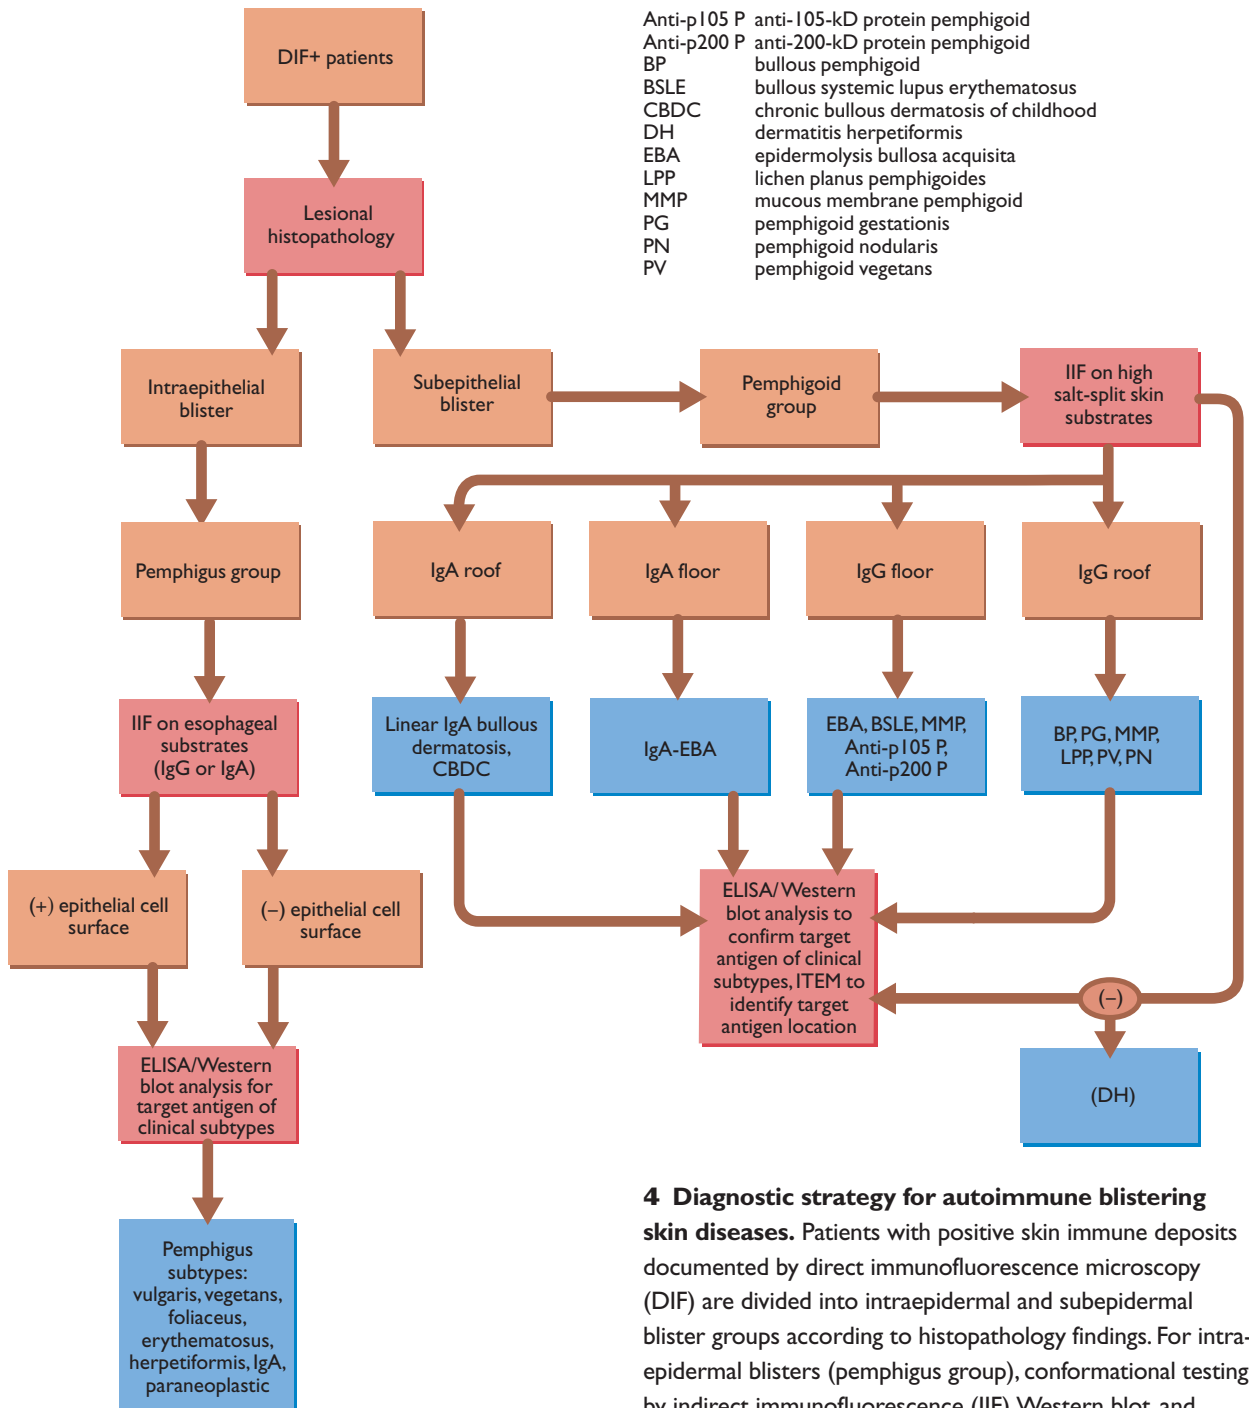 DIF+ patients
Anti-p105 P anti-105-kD protein pemphigoid
Anti-p200 P anti-200-kD protein pemphigoid
BP bullous pemphigoid
BSLE bullous systemic lupus erythematosus
CBDC chronic bullous dermatosis of childhood
DH dermatitis herpetiformis
EBA epidermolysis bullosa acquisita
LPP lichen planus pemphigoides
MMP mucous membrane pemphigoid
PG pemphigoid gestationis
PN pemphigoid nodularis
PV pemphigoid vegetans
Lesional
histopathology
Intraepithelial
blister
Subepithelial
blister
Pemphigoid
group
IIF on high
salt-split skin
substrates
Pemphigus group
IgA roof
IgA floor
IgG floor
IgG roof
IIF on esophageal
substrates
(IgG or IgA)
Linear IgA bullous
dermatosis,
CBDC
IgA-EBA
EBA, BSLE, MMP,
Anti-p105 P,
Anti-p200 P
BP, PG, MMP,
LPP, PV, PN
(+) epithelial cell
surface
(–) epithelial cell
surface
ELISA/ Western
blot analysis to
confirm target
antigen of clinical
subtypes, ITEM to
identify target
antigen location
(–)
(DH)
ELISA/Western
blot analysis for
target antigen of
clinical subtypes
Pemphigus
subtypes:
vulgaris, vegetans,
foliaceus,
erythematosus,
herpetiformis, IgA,
paraneoplastic
4 Diagnostic strategy for autoimmune blistering
skin diseases. Patients with positive skin immune deposits
documented by direct immunofluorescence microscopy
(DIF) are divided into intraepidermal and subepidermal
blister groups according to histopathology findings. For intra-
epidermal blisters (pemphigus group), conformational testing
by indirect immunofluorescence (IIF) Western blot, and